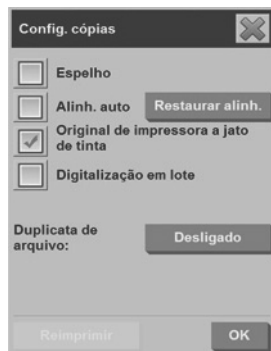 Config. cópias
Espelho
Alinh. auto
Restaurar alinh.
Original de impressora a jato
de tinta
Digitalização em lote
Duplicata de
arquivo:
Desligado
Reimprimir
OK